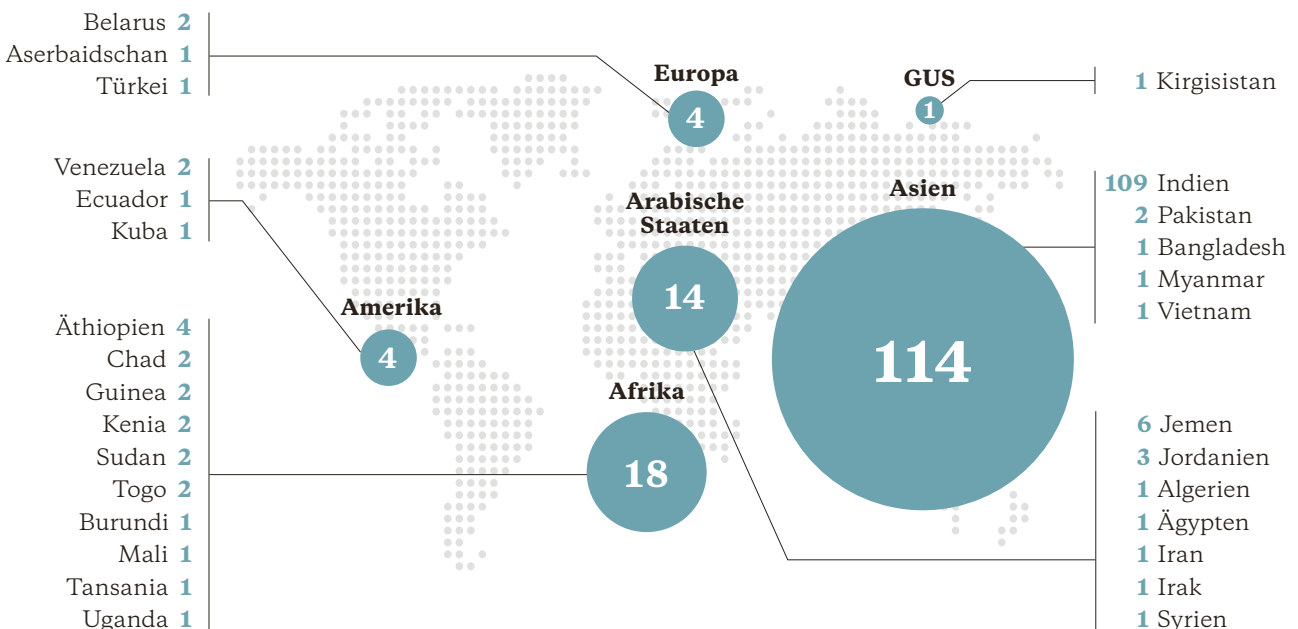 Belarus 2
Aserbaidschan 1
Türkei 1
Europa
4
GUS
1
1 Kirgisistan
Venezuela 2
Ecuador 1
Kuba 1
Amerika
4
Arabische
Staaten
14
Asien
114
109 Indien
2 Pakistan
1 Bangladesh
1 Myanmar
1 Vietnam
Äthiopien 4
Chad 2
Guinea 2
Kenia 2
Sudan 2
Togo 2
Burundi 1
Mali 1
Tansania 1
Uganda 1
Afrika
18
6 Jemen
3 Jordanien
1 Algerien
1 Ägypten
1 Iran
1 Irak
1 Syrien